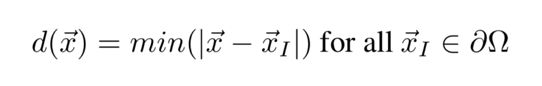 d(x⃗) = min(|x⃗ − x⃗_I|) for all x⃗_I ∈ ∂Ω